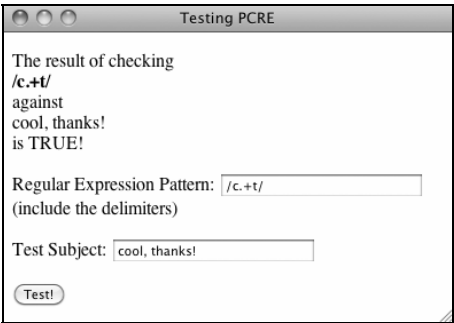 Testing PCRE
The result of checking
/c.+t/
against
cool, thanks!
is TRUE!
Regular Expression Pattern: /c.+t/
(include the delimiters)
Test Subject: cool, thanks!
Test!